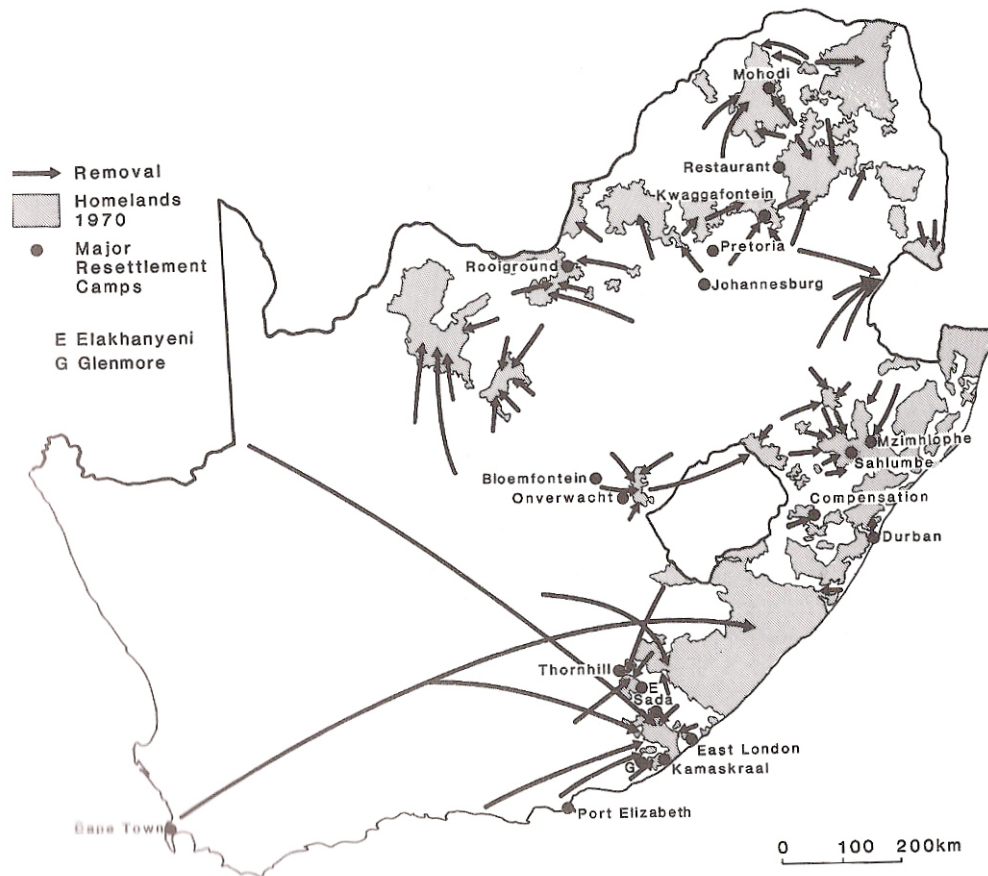 Removal
Homelands
1970
Major
Resettlement
Camps
E Elakhanyeni
G Glenmore
Mohodi
Restaurant
Kwaggafontein
Pretoria
Rooigrond
Johannesburg
Mzimhlophe
Sahlumbe
Bloemfontein
Onverwacht
Compensation
Durban
Thornhill
E
Sada
East London
G
Kamaskraal
Port Elizabeth
Cape Town
0 100 200km